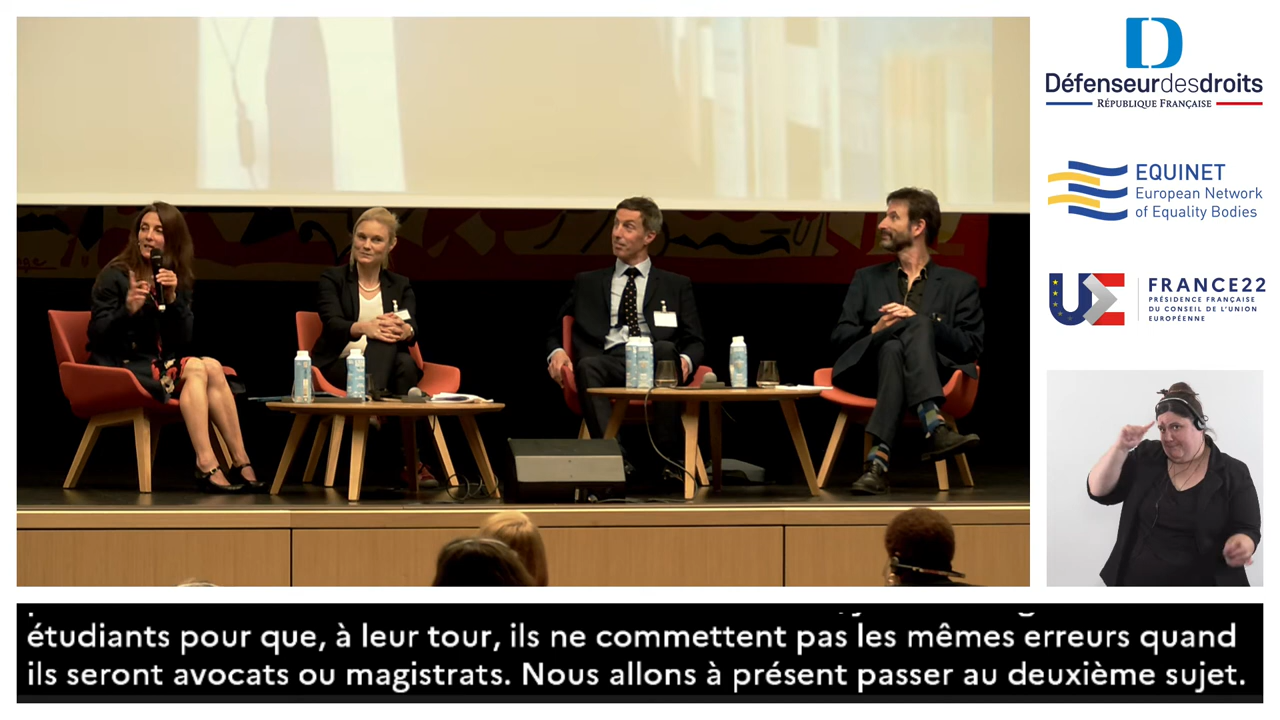 Défenseurdesdroits
RÉPUBLIQUE FRANÇAISE
EQUINET
European Network
of Equality Bodies
UE
FRANCE22
PRÉSIDENCE FRANÇAISE
DU CONSEIL DE L'UNION
EUROPÉENNE
étudiants pour que, à leur tour, ils ne commettent pas les mêmes erreurs quand
ils seront avocats ou magistrats. Nous allons à présent passer au deuxième sujet.